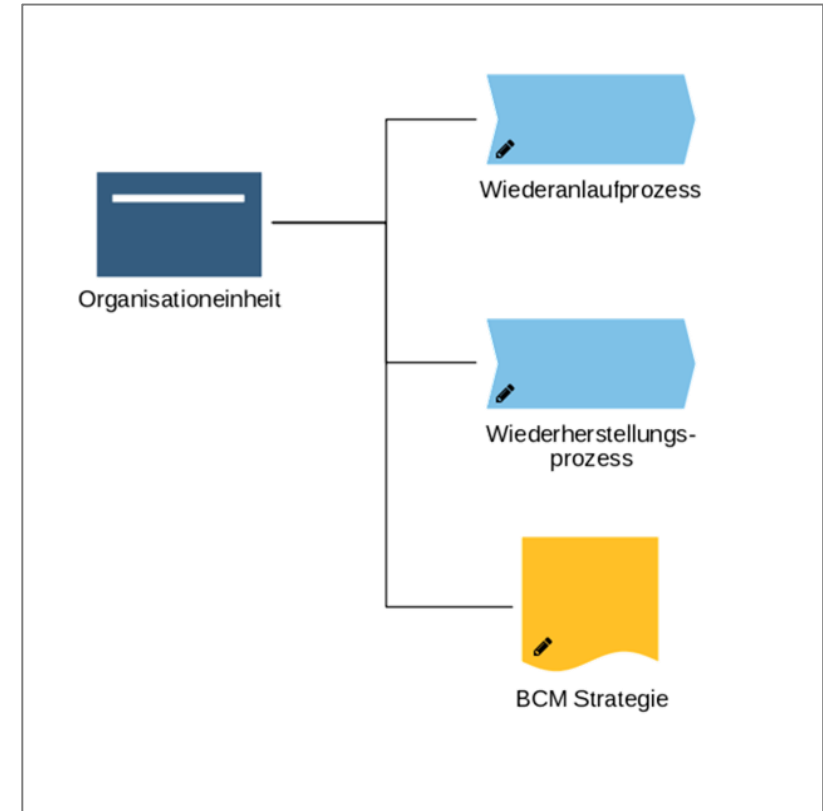 Wiederanlaufprozess
Organisationeinheit
Wiederherstellungs-
prozess
BCM Strategie